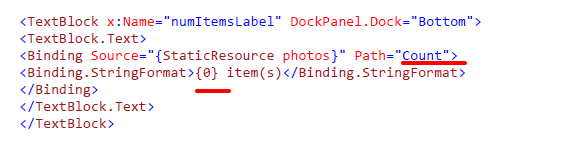 <TextBlock x:Name="numItemsLabel" DockPanel.Dock="Bottom">
<TextBlock.Text>
<Binding Source="{StaticResource photos}" Path="Count">
<Binding.StringFormat>{0} item(s)</Binding.StringFormat>
</Binding>
</TextBlock.Text>
</TextBlock>